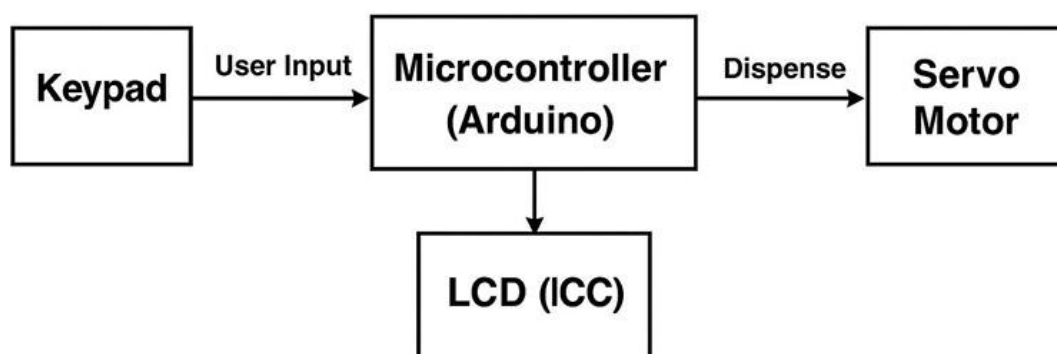 Keypad
User Input
Microcontroller
(Arduino)
Dispense
Servo
Motor
LCD (ICC)